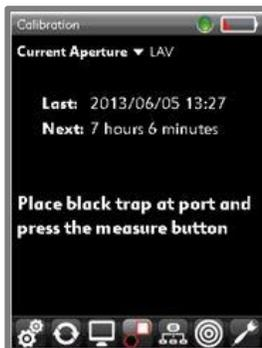 Calibration
Current Aperture ▼ LAV
Last: 2013/06/05 13:27
Next: 7 hours 6 minutes
Place black trap at port and
press the measure button